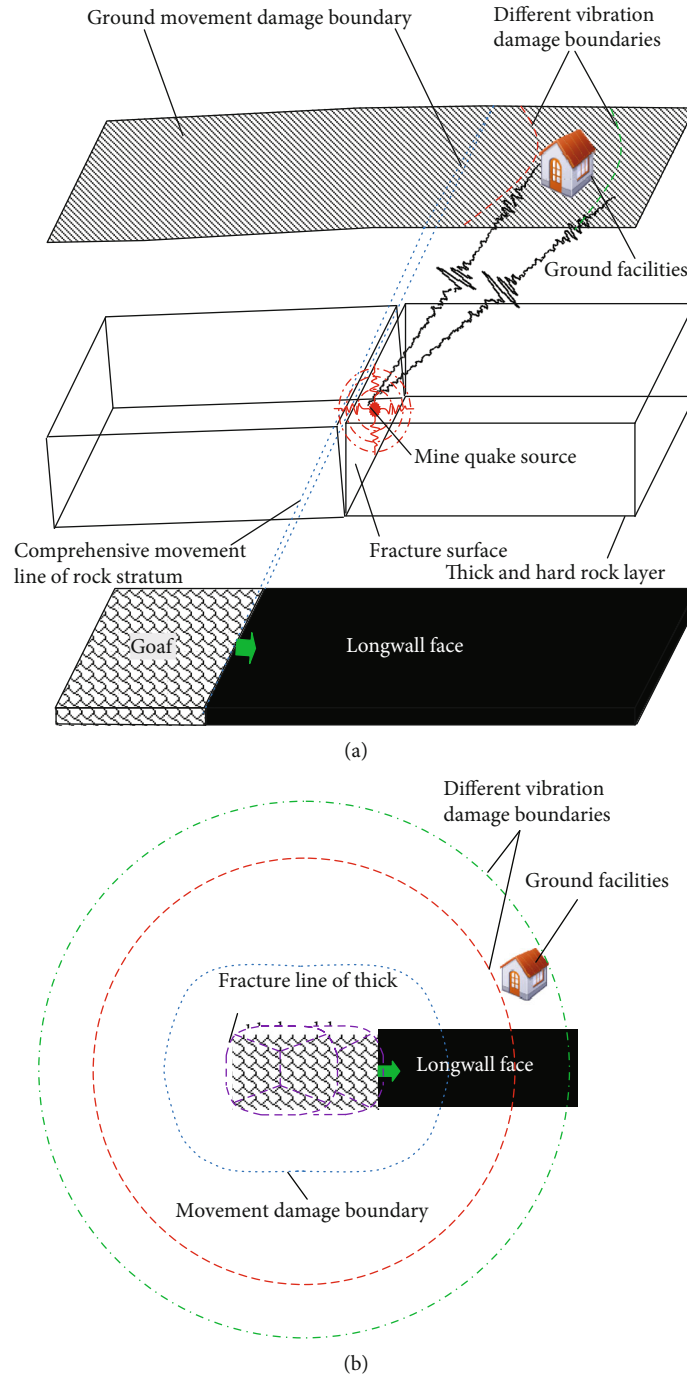 Ground movement damage boundary
Different vibration
damage boundaries
Ground facilities
Mine quake source
Comprehensive movement
line of rock stratum
Fracture surface
Thick and hard rock layer
Goaf
Longwall face
(a)
Different vibration
damage boundaries
Ground facilities
Fracture line of thick
Longwall face
Movement damage boundary
(b)